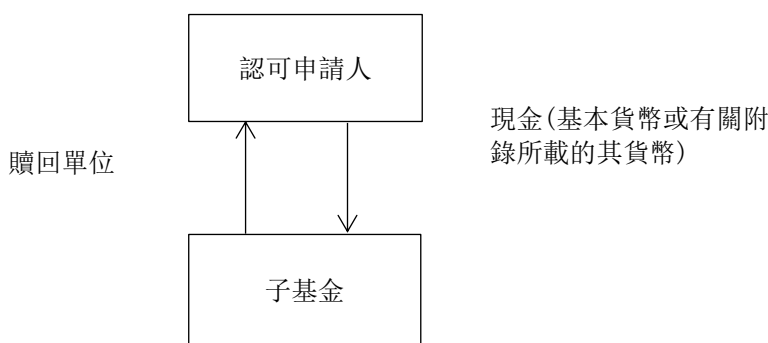 認可申請人
現金(基本貨幣或有關附
錄所載的其貨幣)
贖回單位
子基金